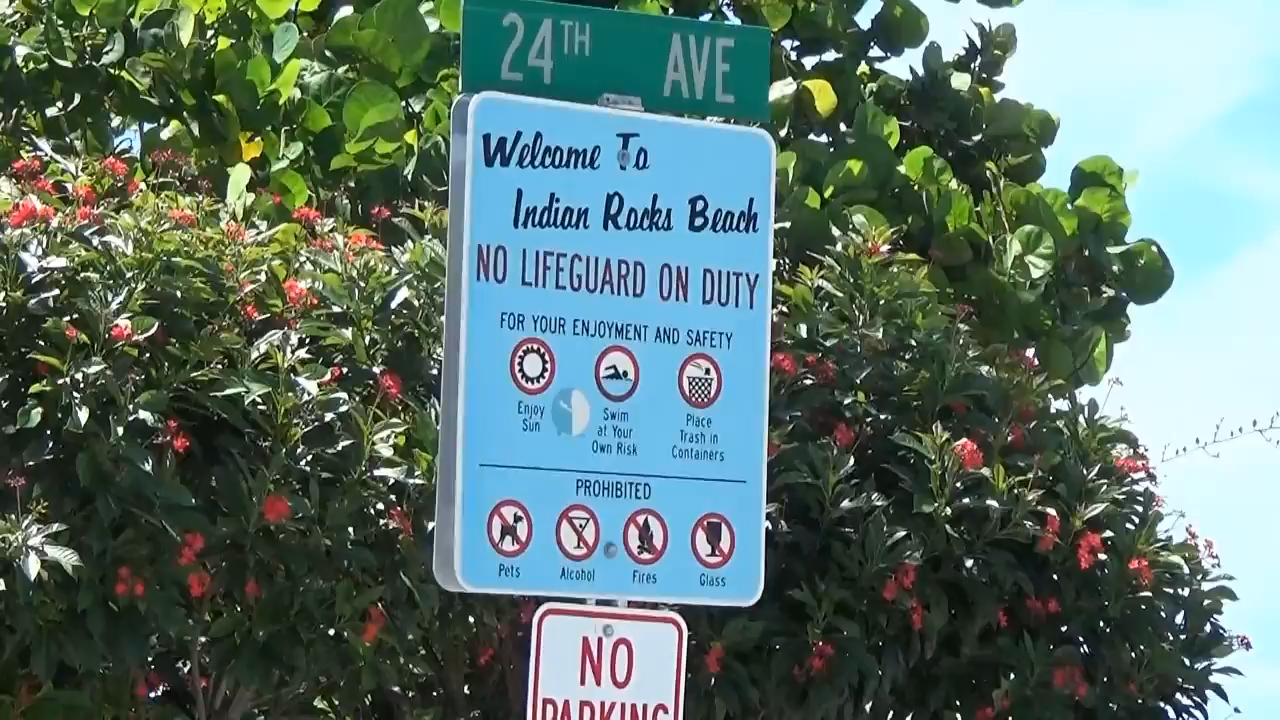 24TH AVE
Welcome To
Indian Rocks Beach
NO LIFEGUARD ON DUTY
FOR YOUR ENJOYMENT AND SAFETY
Enjoy
Sun
Swim
at Your
Own Risk
Place
Trash in
Containers
PROHIBITED
Pets
Alcohol
Fires
Glass
NO
PARKING